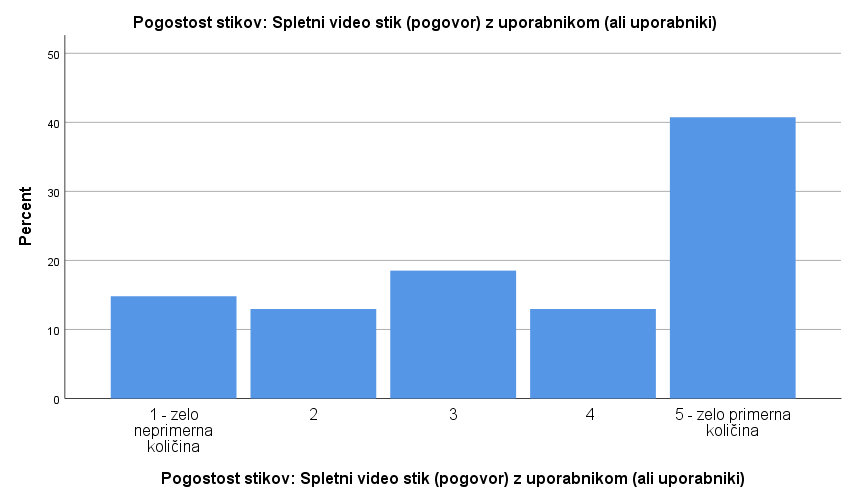 Pogostost stikov: Spletni video stik (pogovor) z uporabnikom (ali uporabniki)
50
40
30
20
10
0
Percent
1 - zelo
neprimerna
količina
2
3
4
5 - zelo primerna
količina
Pogostost stikov: Spletni video stik (pogovor) z uporabnikom (ali uporabniki)